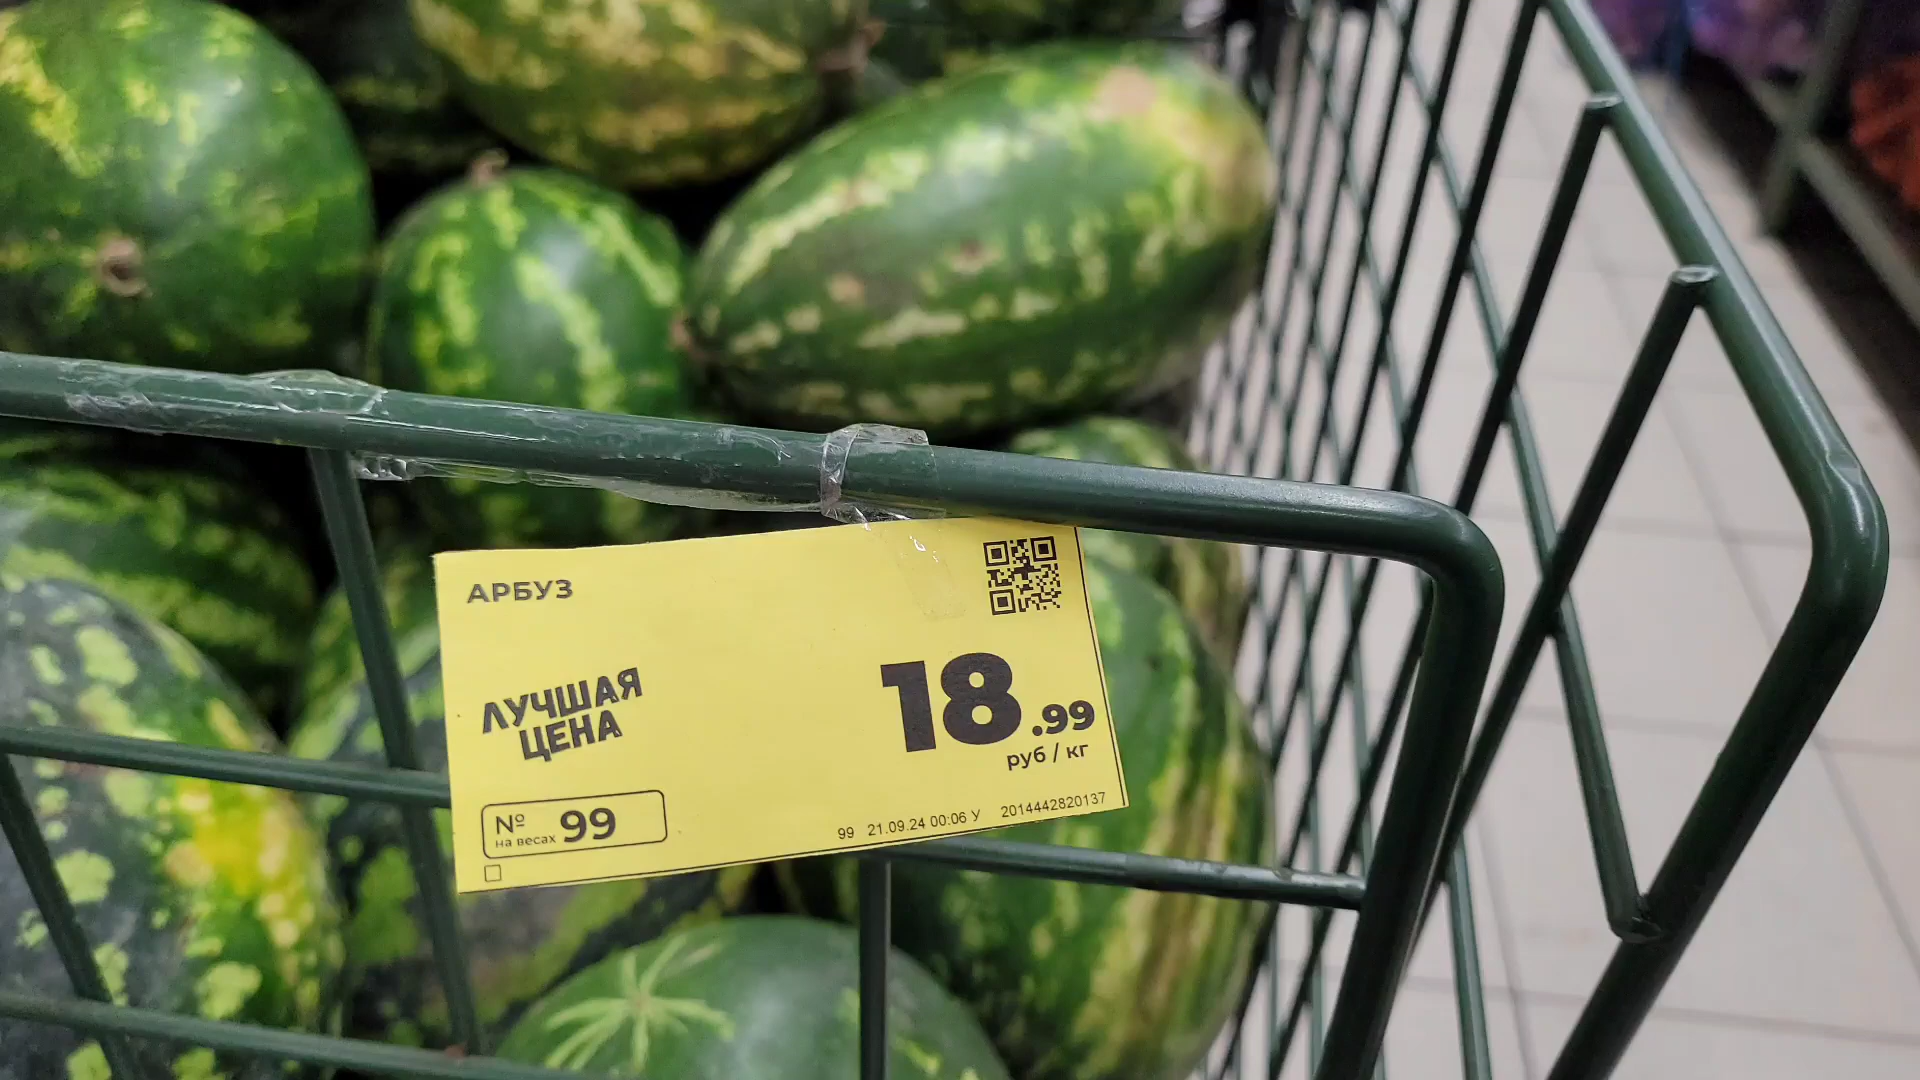 АРБУЗ
ЛУЧШАЯ
ЦЕНА
18.99
руб / кг
№
на весах 99
99 21.09.24 00:06 У 2014442820137